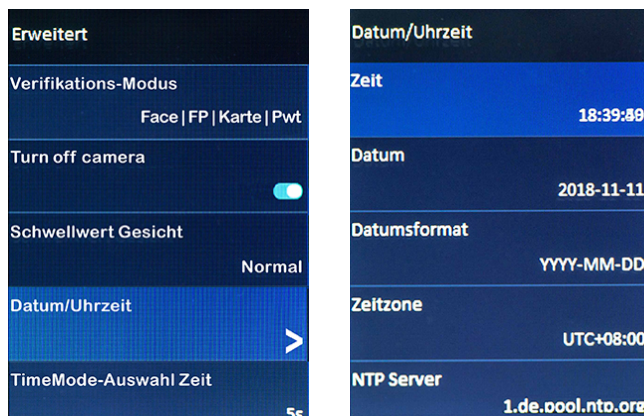 Erweitert
Verifikations-Modus
Face|FP|Karte|Pwt
Turn off camera
Schwellwert Gesicht
Normal
Datum/Uhrzeit
>
TimeMode-Auswahl Zeit
5s
Datum/Uhrzeit
Zeit
18:39:
Datum
2018-11-11
Datumsformat
YYYY-MM-DD
Zeitzone
UTC+08:00
NTP Server
1.de.pool.ntp.org